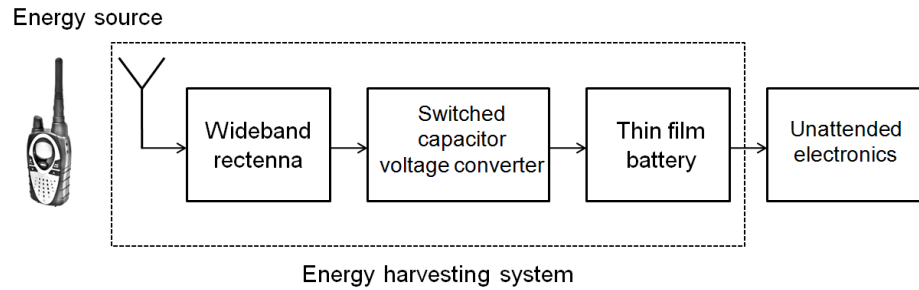 Energy source
Wideband
rectenna
Switched
capacitor
voltage converter
Thin film
battery
Unattended
electronics
Energy harvesting system